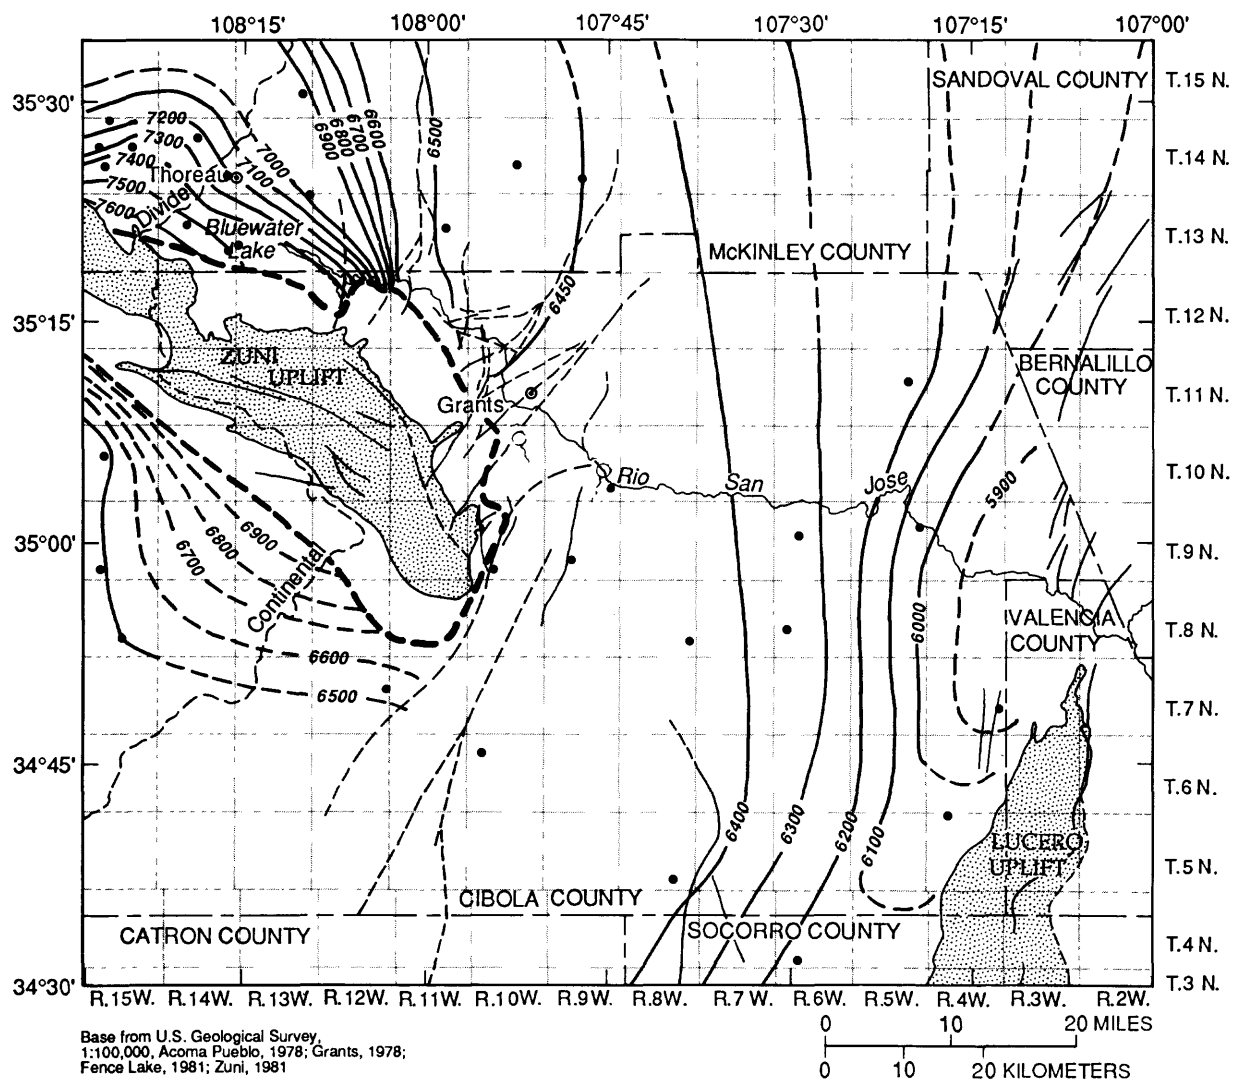 108°15' 108°00' 107°45' 107°30' 107°15' 107°00'
35°30'
35°15'
35°00'
34°45'
34°30'
T.15 N.
T.14 N.
T.13 N.
T.12 N.
T.11 N.
T.10 N.
T.9 N.
T.8 N.
T.7 N.
T.6 N.
T.5 N.
T.4 N.
T.3 N.
SANDOVAL COUNTY
McKINLEY COUNTY
BERNALILLO
COUNTY
VALENCIA
COUNTY
CIBOLA COUNTY
CATRON COUNTY
SOCORRO COUNTY
7200
7300
7400
7500
7600
7000
7100
6900
6800
6700
6600
6500
6450
Thoreau
Divide
Bluewater
Lake
ZUNI
UPLIFT
Grants
Rio San Jose
6900
6800
6700
Continental
6600
6500
5900
6000
6400
6300
6200
6100
LUCERO
UPLIFT
R.15W. R.14W. R.13W. R.12W. R.11W. R.10W. R.9W. R.8W. R.7W. R.6W. R.5W. R.4W. R.3W. R.2W.
Base from U.S. Geological Survey,
1:100,000, Acoma Pueblo, 1978; Grants, 1978;
Fence Lake, 1981; Zuni, 1981
0 10 20 MILES
0 10 20 KILOMETERS